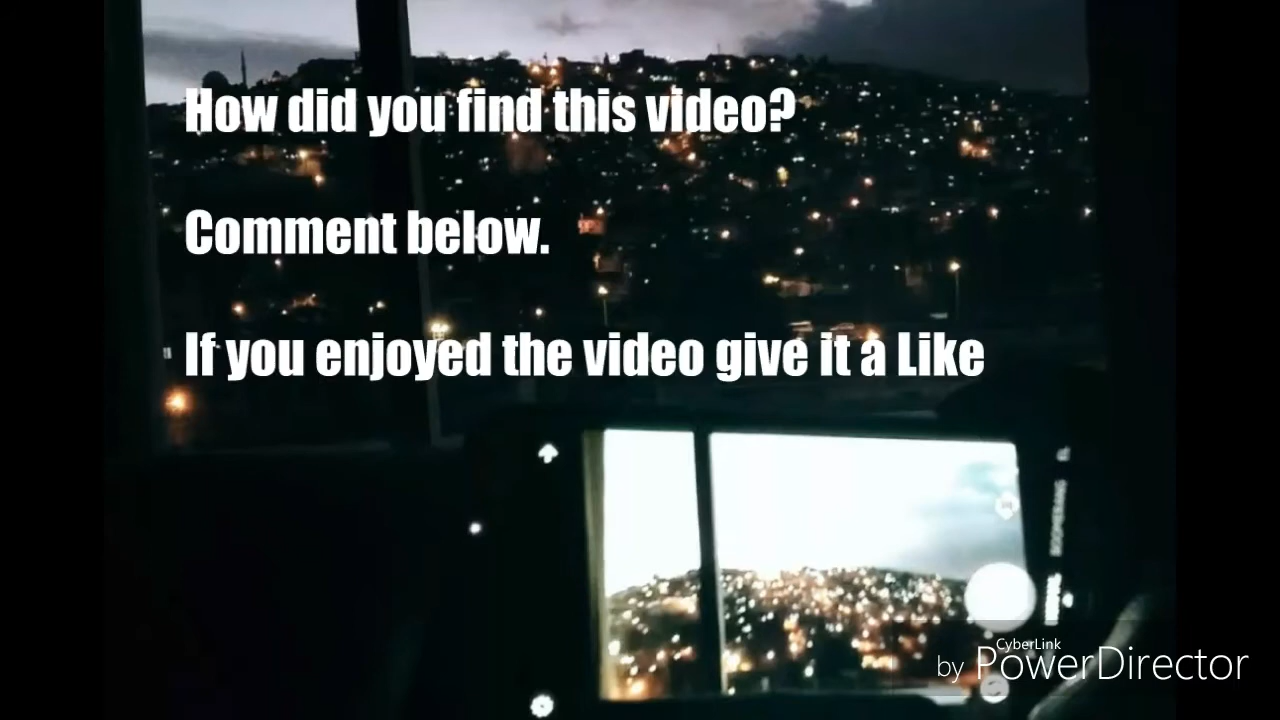 How did you find this video?
Comment below.
If you enjoyed the video give it a Like
BOOMERANG
CyberLink
by PowerDirector